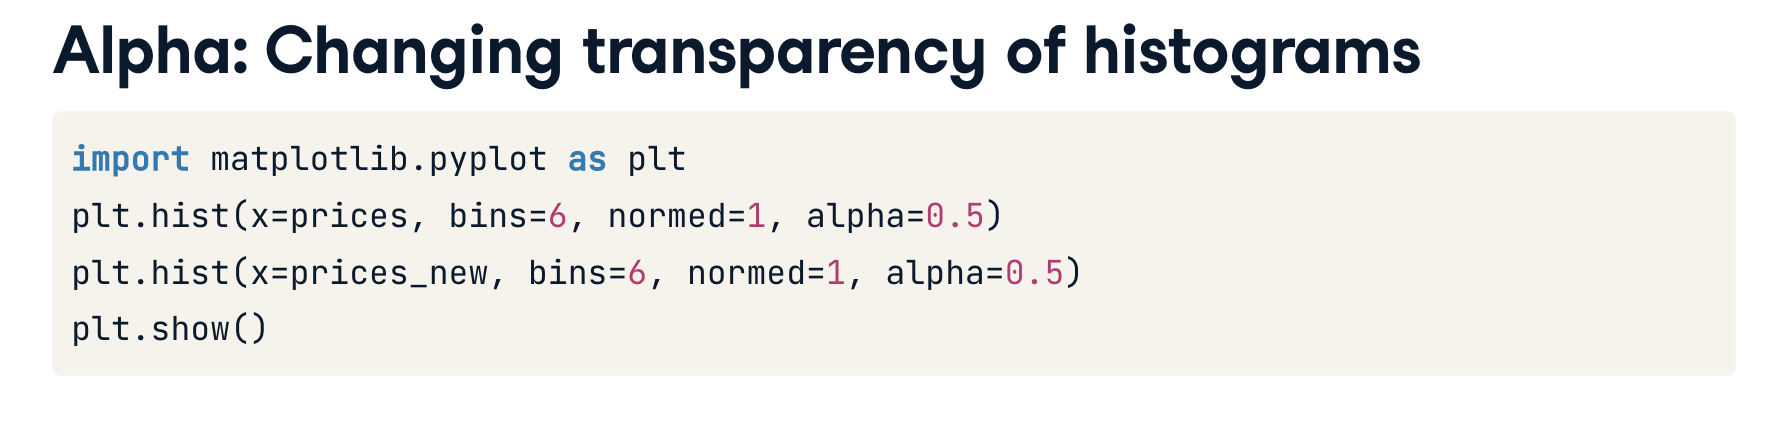 Alpha: Changing transparency of histograms
import matplotlib.pyplot as plt
plt.hist(x=prices, bins=6, normed=1, alpha=0.5)
plt.hist(x=prices_new, bins=6, normed=1, alpha=0.5)
plt.show()